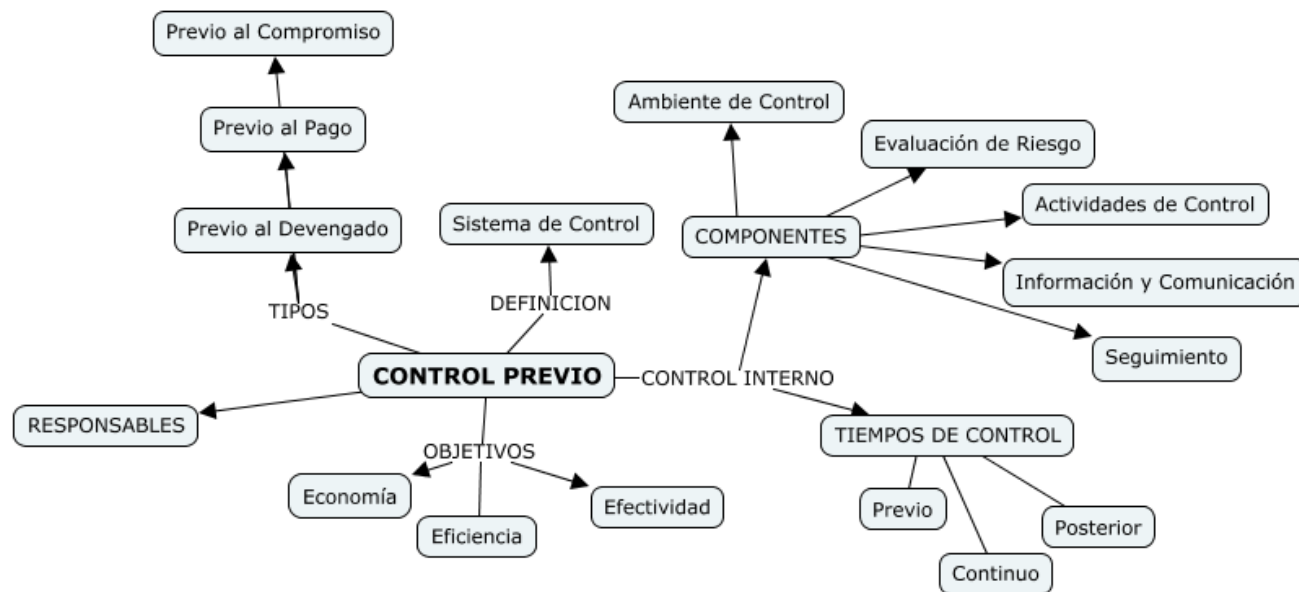 Previo al Compromiso
Ambiente de Control
Previo al Pago
Evaluación de Riesgo
Previo al Devengado
Sistema de Control
COMPONENTES
Actividades de Control
Información y Comunicación
TIPOS
DEFINICION
Seguimiento
CONTROL PREVIO
CONTROL INTERNO
RESPONSABLES
TIEMPOS DE CONTROL
OBJETIVOS
Economía
Efectividad
Eficiencia
Previo
Posterior
Continuo